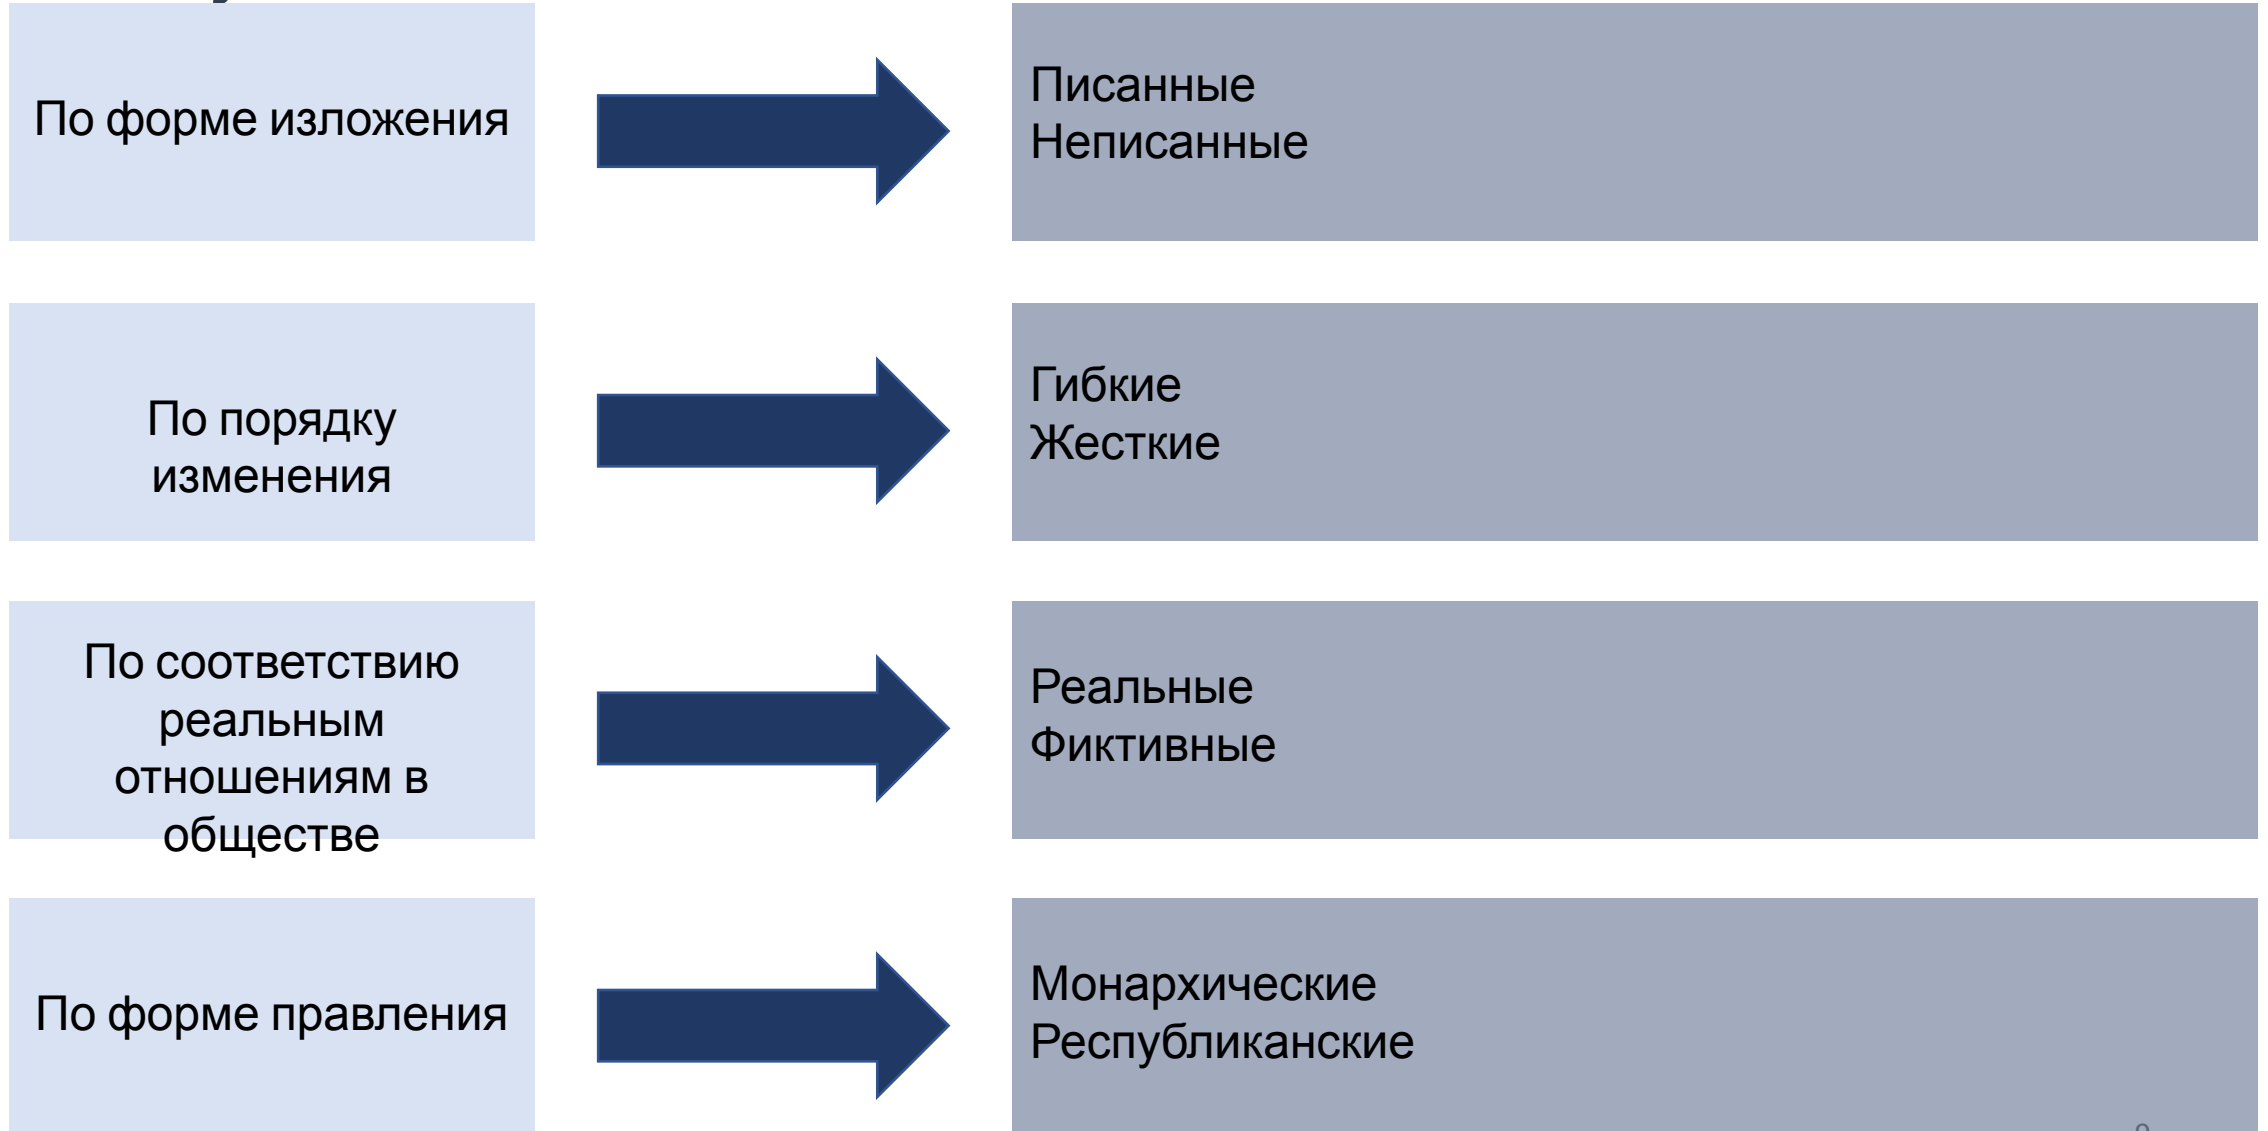 По форме изложения
Писанные
Неписанные
По порядку
изменения
Гибкие
Жесткие
По соответствию
реальным
отношениям в
обществе
Реальные
Фиктивные
По форме правления
Монархические
Республиканские